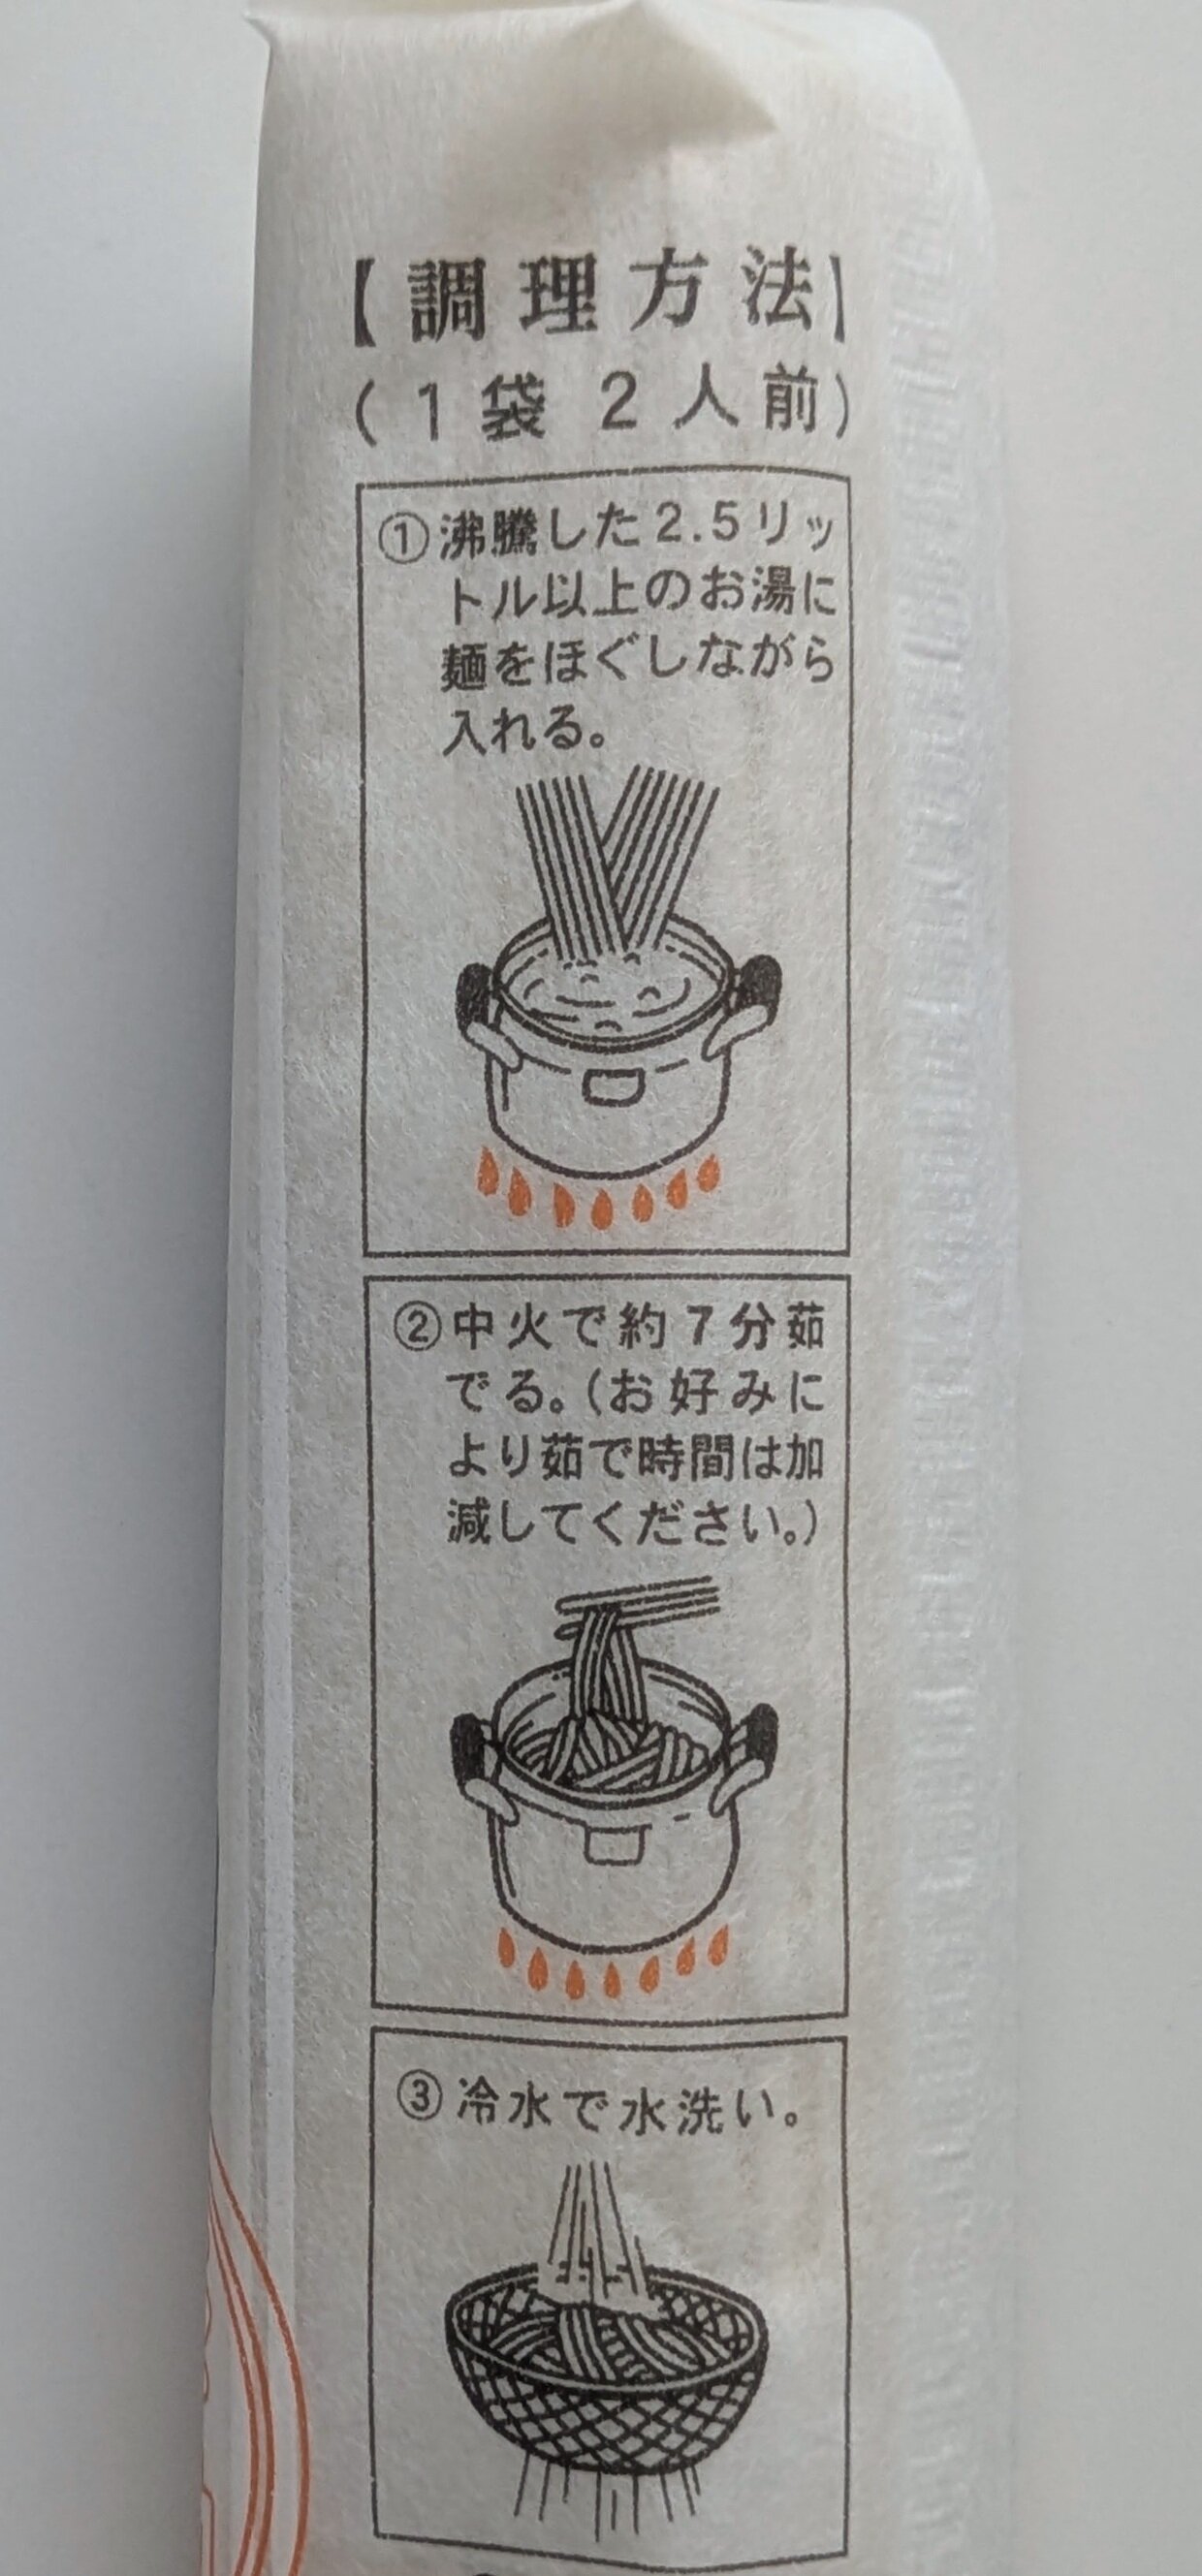 【調理方法】
(1袋 2人前)
①沸騰した2.5リッ
トル以上のお湯に
麺をほぐしながら
入れる。
②中火で約7分茹
でる。(お好みに
より茹で時間は加
減してください。)
③冷水で水洗い。